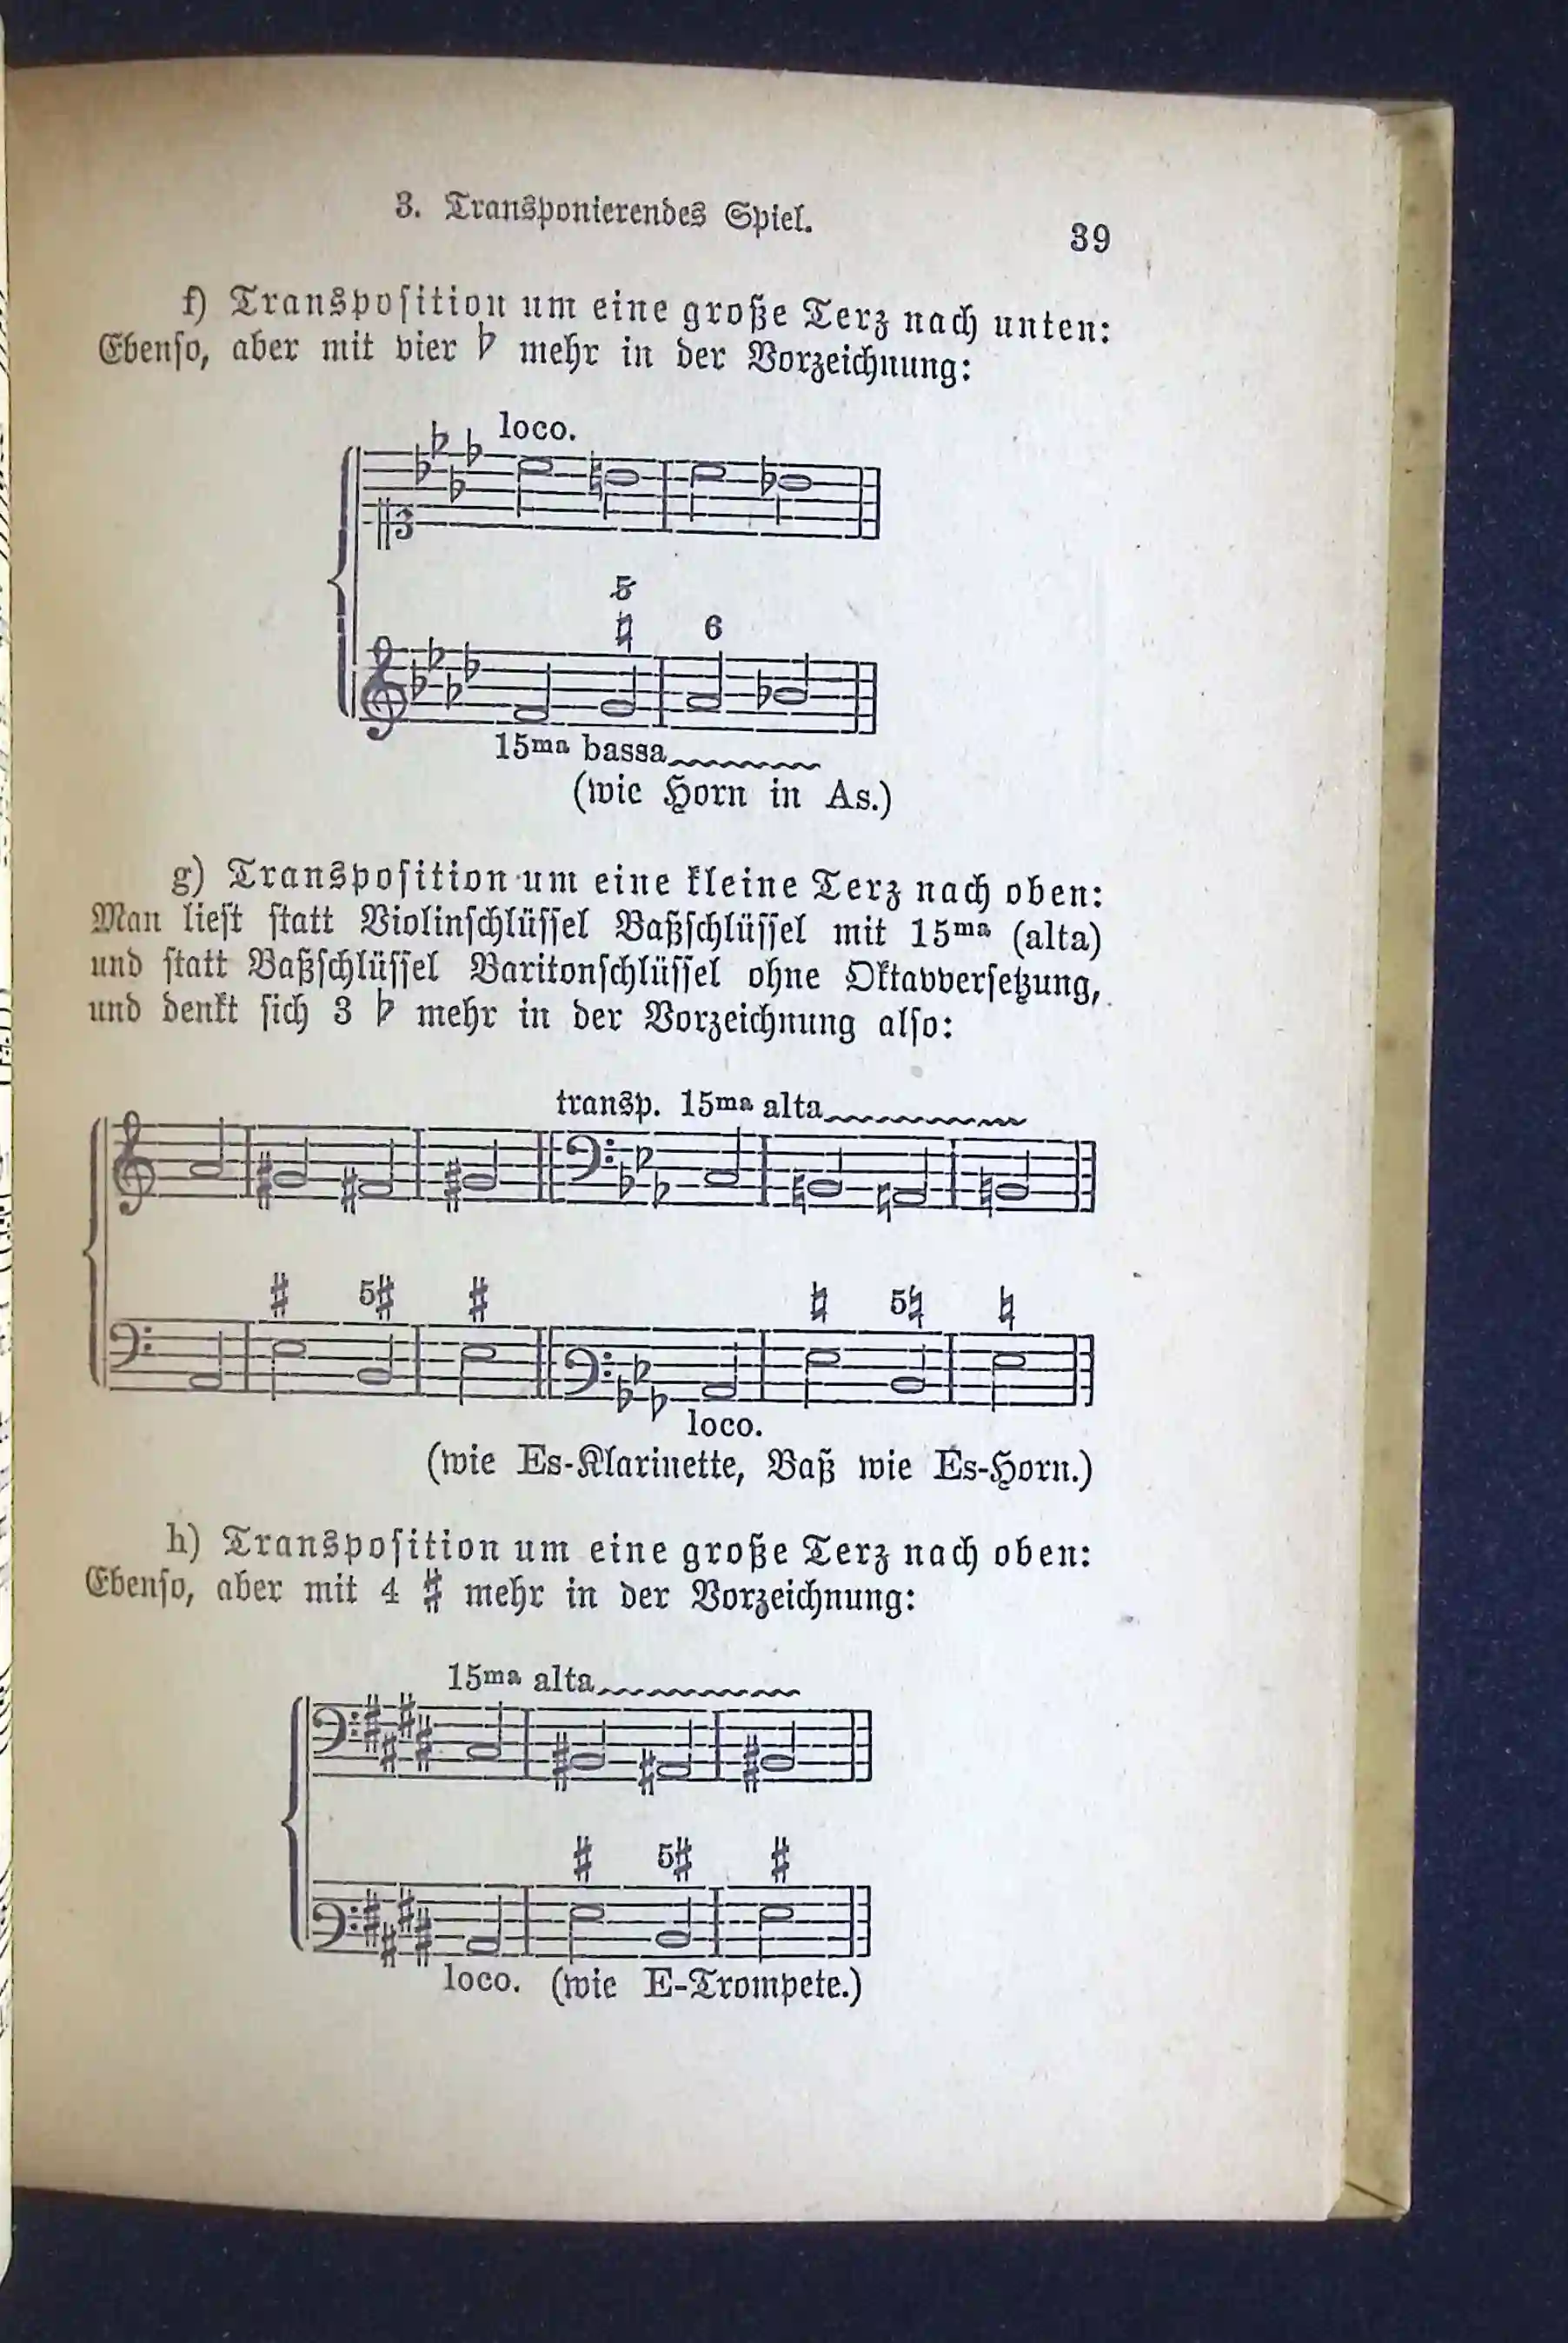 3. Transponierendes Spiel.
39
f) Transposition um eine große Terz nach unten:
Ebenso, aber mit vier ♭ mehr in der Vorzeichnung:
loco.
5
♮ 6
15ma bassa
(wie Horn in As.)
g) Transposition um eine kleine Terz nach oben:
Man liest statt Violinschlüssel Baßschlüssel mit 15ma (alta)
und statt Baßschlüssel Baritonschlüssel ohne Oktavversetzung,
und denkt sich 3 ♭ mehr in der Vorzeichnung also:
transp. 15ma alta
♯ 5♯ ♯ ♮ 5♮ ♮
loco.
(wie Es-Klarinette, Baß wie Es-Horn.)
h) Transposition um eine große Terz nach oben:
Ebenso, aber mit 4 ♯ mehr in der Vorzeichnung:
15ma alta
♯ 5♯ ♯
loco. (wie E-Trompete.)